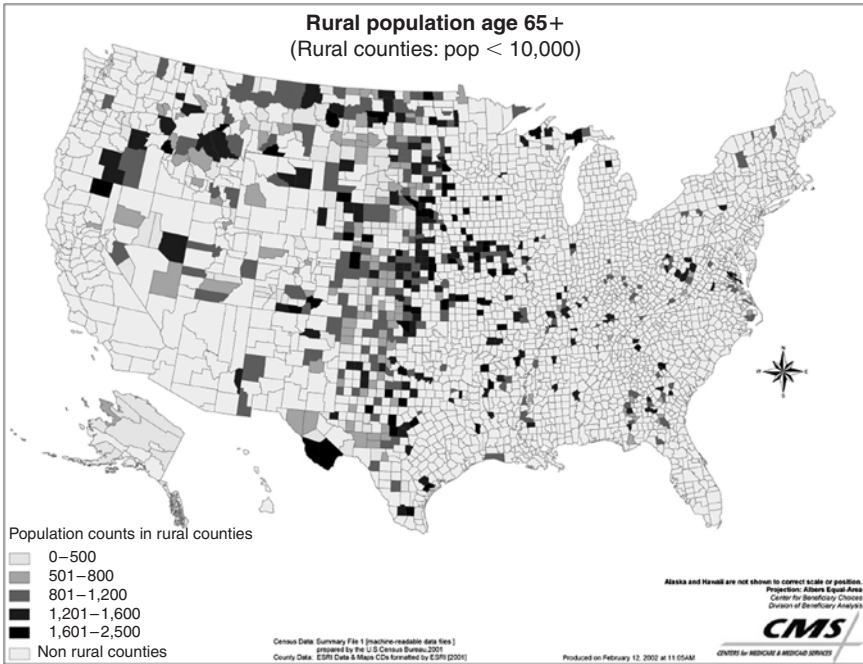 Rural population age 65+
(Rural counties: pop < 10,000)
N
W
E
S
Population counts in rural counties
0–500
501–800
801–1,200
1,201–1,600
1,601–2,500
Non rural counties
Census Data: Summary File 1 [machine-readable data files]
prepared by the U.S Census Bureau,2001
County Data: ESRI Data & Maps CDs formatted by ESRI [2001]
Produced on February 12, 2002 at 11:05AM
Alaska and Hawaii are not shown to correct scale or position.
Projection: Albers Equal-Area
Center for Beneficiary Choices
Division of Beneficiary Analysis
CMS
CENTERS for MEDICARE & MEDICAID SERVICES